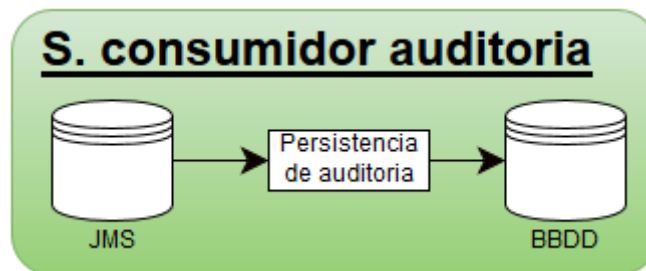 S. consumidor auditoria
Persistencia
de auditoria
JMS
BBDD